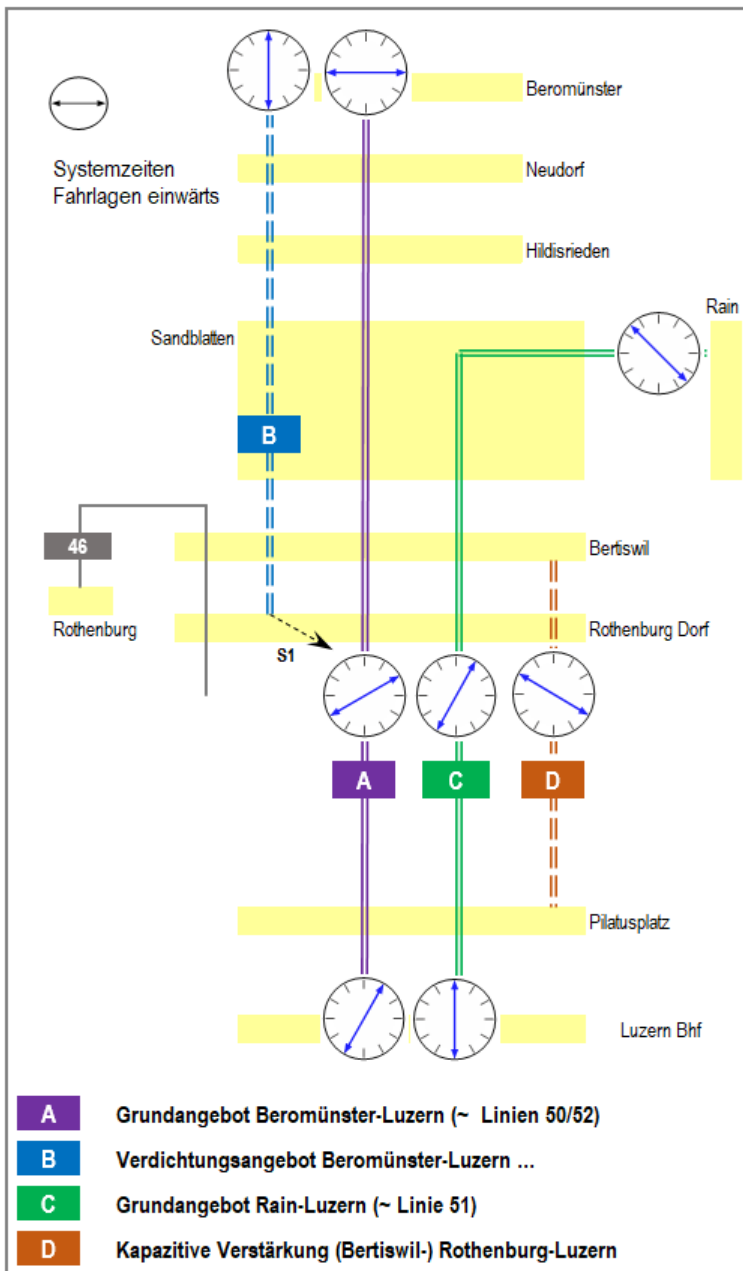 Beromünster
Systemzeiten
Fahrlagen einwärts
Neudorf
Hildisrieden
Rain
Sandblatten
B
46
Bertiswil
Rothenburg
Rothenburg Dorf
S1
A
C
D
Pilatusplatz
Luzern Bhf
A Grundangebot Beromünster-Luzern (~ Linien 50/52)
B Verdichtungsangebot Beromünster-Luzern ...
C Grundangebot Rain-Luzern (~ Linie 51)
D Kapazitive Verstärkung (Bertiswil-) Rothenburg-Luzern